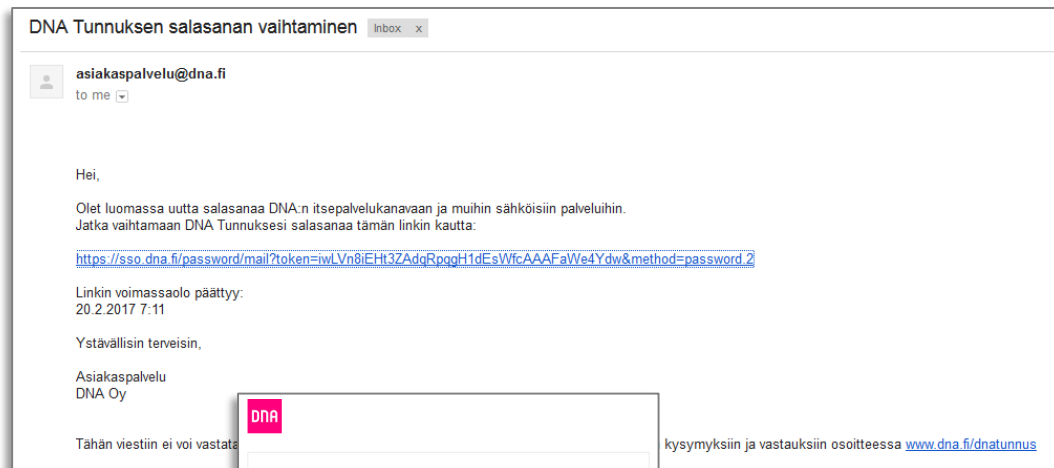 DNA Tunnuksen salasanan vaihtaminen Inbox x
asiakaspalvelu@dna.fi
to me
Hei,
Olet luomassa uutta salasanaa DNA:n itsepalvelukanavaan ja muihin sähköisiin palveluihin.
Jatka vaihtamaan DNA Tunnuksesi salasanaa tämän linkin kautta:
https://sso.dna.fi/password/mail?token=iwLVn8iEHt3ZAdqRpqgH1dEsWfcAAAFaWe4Ydw&method=password.2
Linkin voimassaolo päättyy:
20.2.2017 7:11
Ystävällisin terveisin,
Asiakaspalvelu
DNA Oy
DNA
Tähän viestiin ei voi vastata kysymyksiin ja vastauksiin osoitteessa www.dna.fi/dnatunnus